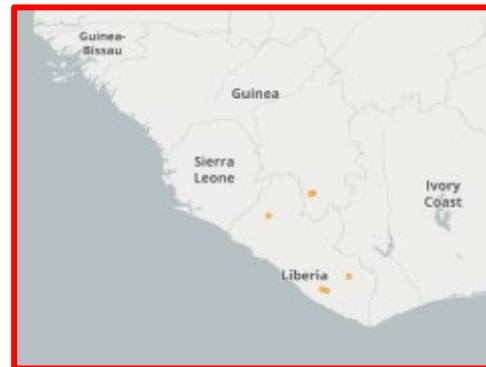 Guinea-
Bissau
Guinea
Sierra
Leone
Ivory
Coast
Liberia